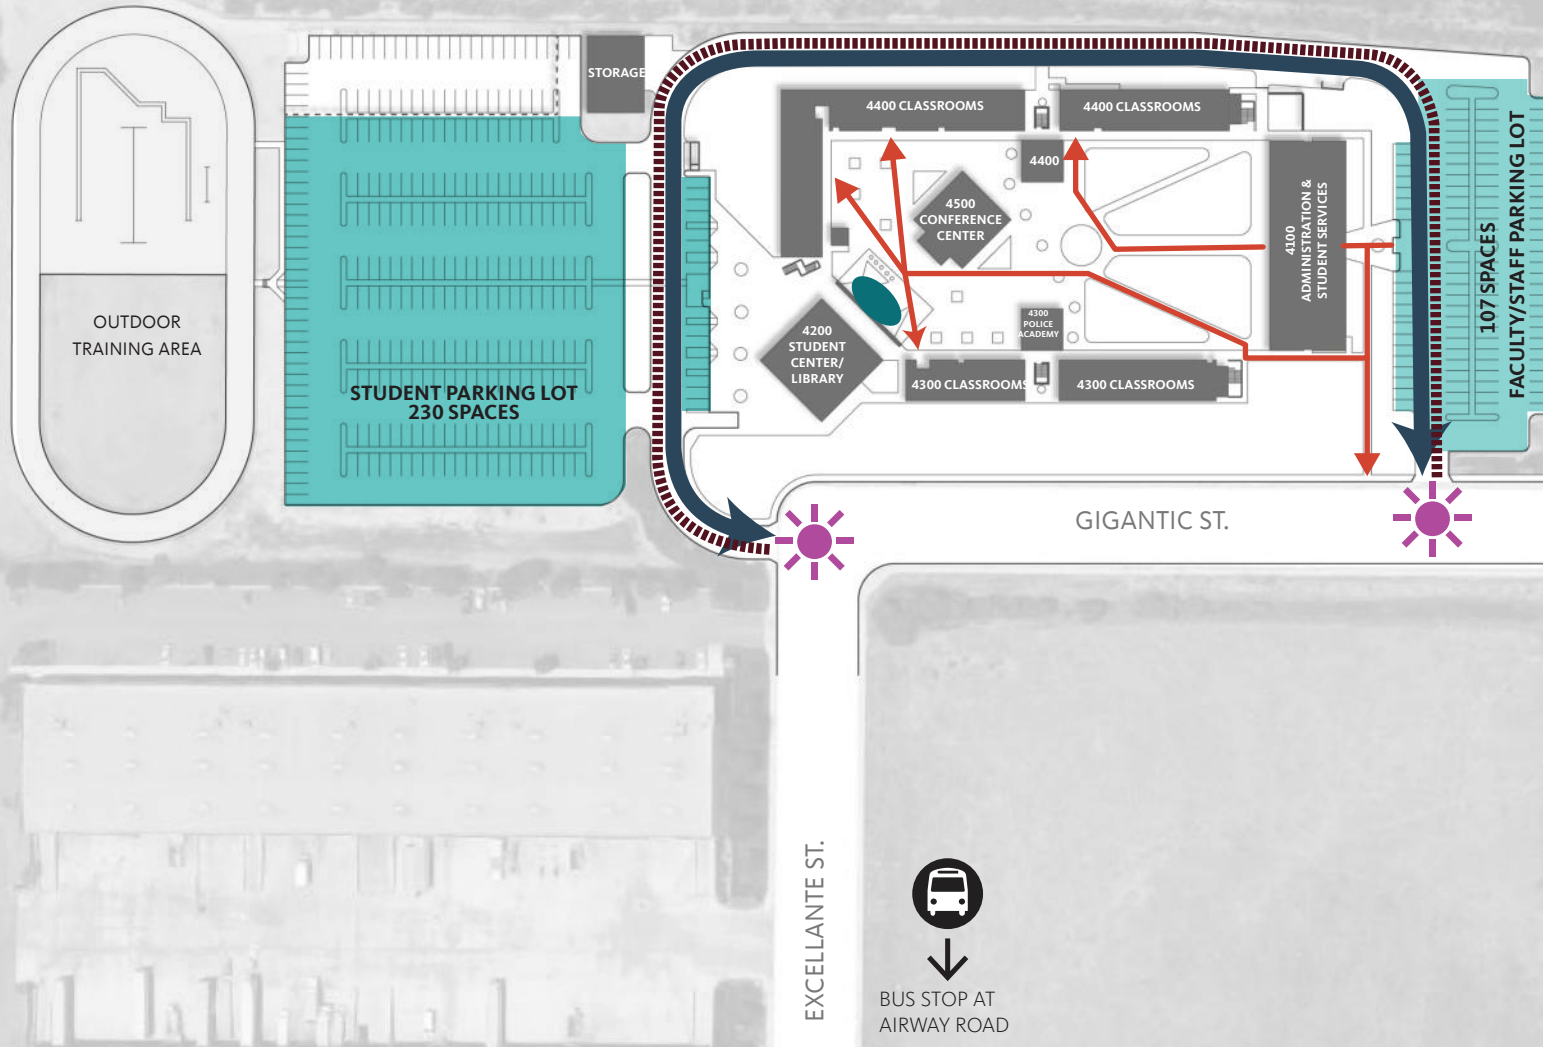 STORAGE
4400 CLASSROOMS
4400 CLASSROOMS
4400
4500
CONFERENCE
CENTER
4100
ADMINISTRATION &
STUDENT SERVICES
107 SPACES
FACULTY/STAFF PARKING LOT
OUTDOOR
TRAINING AREA
4200
STUDENT
CENTER/
LIBRARY
4300
POLICE
ACADEMY
4300 CLASSROOMS
4300 CLASSROOMS
STUDENT PARKING LOT
230 SPACES
GIGANTIC ST.
EXCELLANTE ST.
BUS STOP AT
AIRWAY ROAD